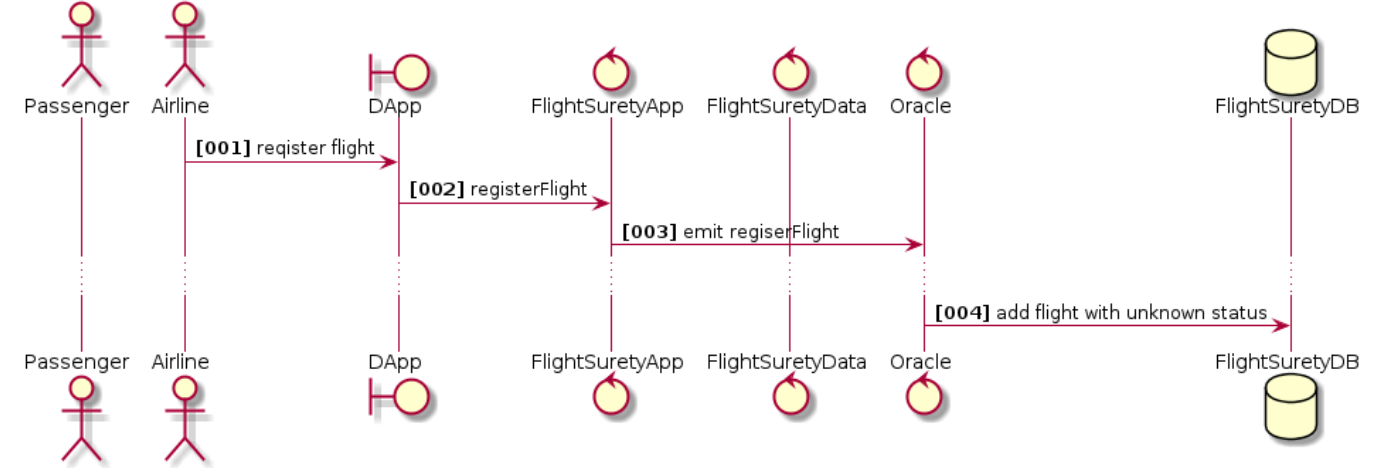 Passenger Airline DApp FlightSuretyApp FlightSuretyData Oracle FlightSuretyDB
[001] reqister flight
[002] registerFlight
[003] emit regiserFlight
[004] add flight with unknown status
Passenger Airline DApp FlightSuretyApp FlightSuretyData Oracle FlightSuretyDB